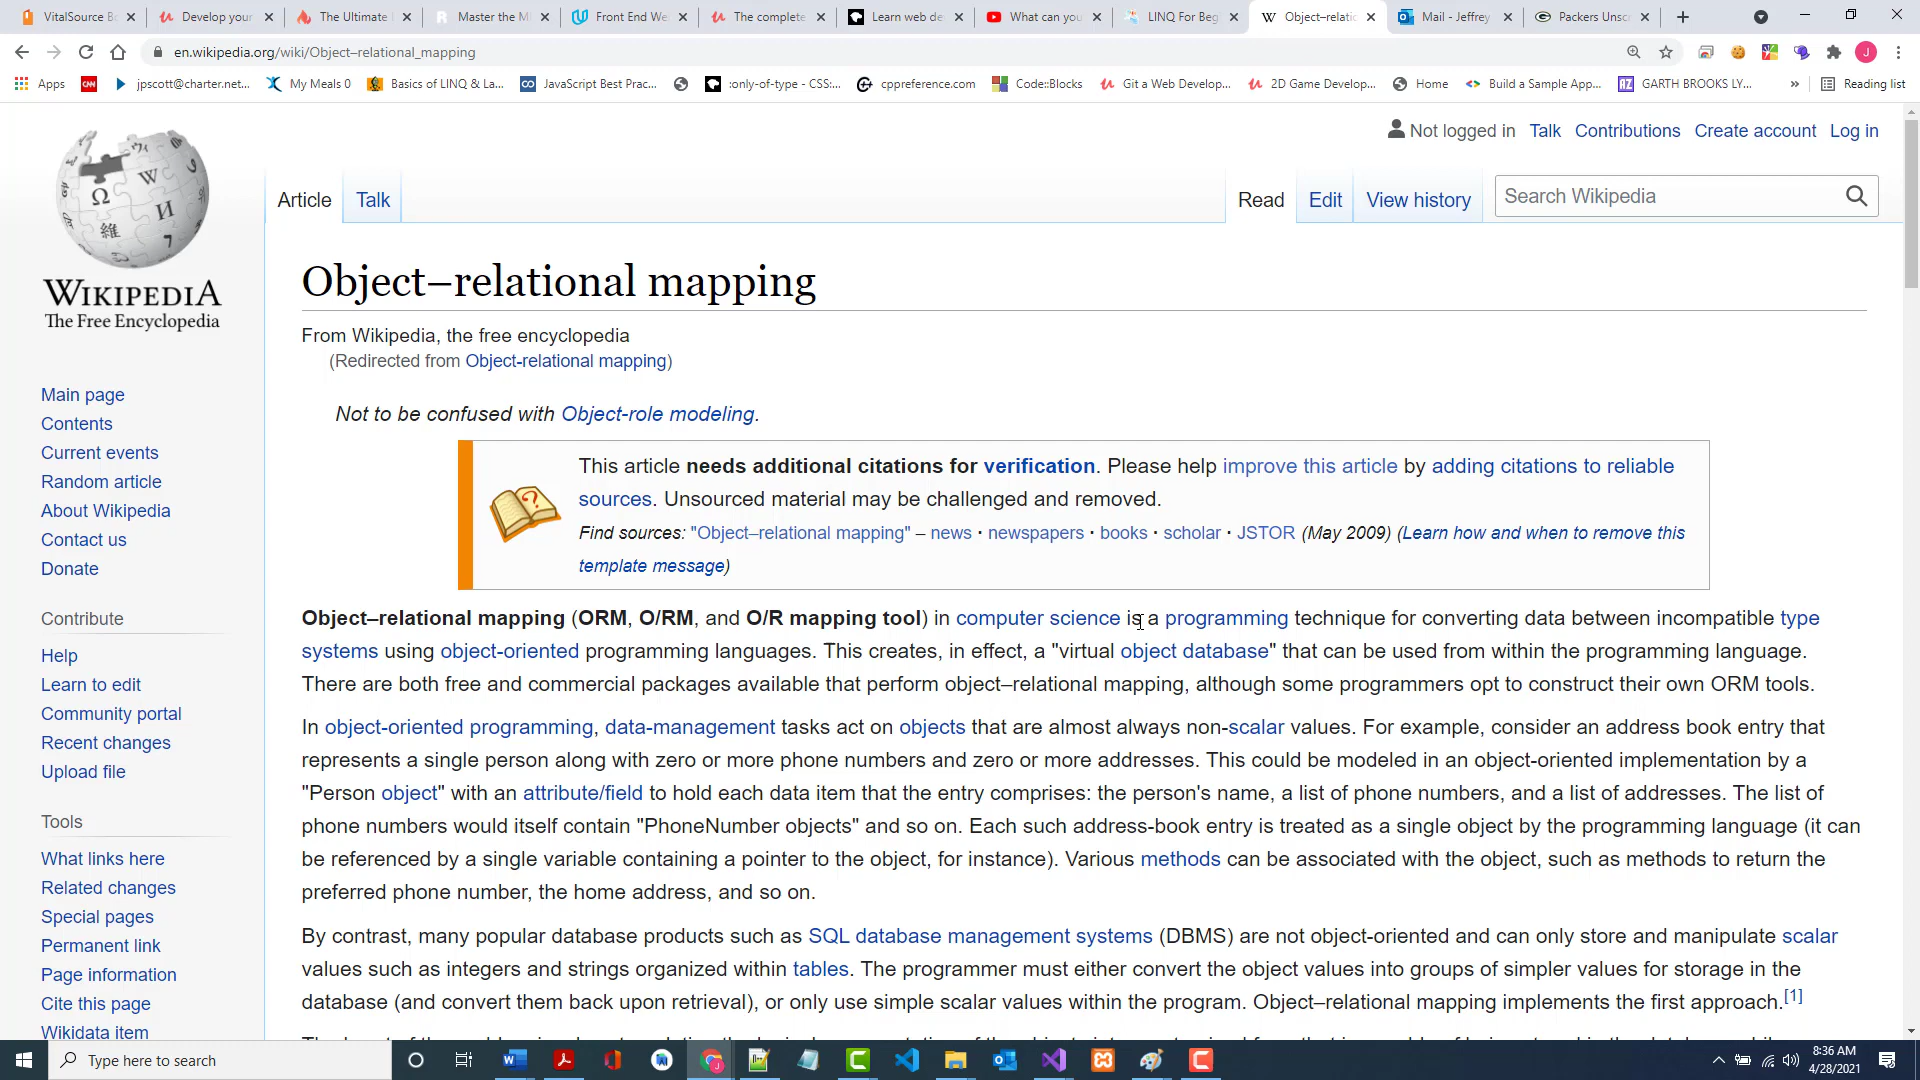 VitalSource Bo
Develop your
The Ultimate
Master the M
Front End We
The complete
Learn web de
What can you
LINQ For Beg
Object–relatio
Mail - Jeffrey
Packers Unsc
en.wikipedia.org/wiki/Object–relational_mapping
J
Apps
CNN
jpscott@charter.net...
My Meals 0
Basics of LINQ & La...
JavaScript Best Prac...
:only-of-type - CSS:...
cppreference.com
Code::Blocks
Git a Web Develop...
2D Game Develop...
Home
Build a Sample App...
GARTH BROOKS LY...
»
Reading list
Not logged in Talk Contributions Create account Log in
Article Talk
Read Edit View history
Search Wikipedia
WIKIPEDIA
The Free Encyclopedia
Main page
Contents
Current events
Random article
About Wikipedia
Contact us
Donate
Contribute
Help
Learn to edit
Community portal
Recent changes
Upload file
Tools
What links here
Related changes
Special pages
Permanent link
Page information
Cite this page
Wikidata item
Object–relational mapping
From Wikipedia, the free encyclopedia
(Redirected from Object-relational mapping)
Not to be confused with Object-role modeling.
This article needs additional citations for verification. Please help improve this article by adding citations to reliable
sources. Unsourced material may be challenged and removed.
Find sources: "Object–relational mapping" – news · newspapers · books · scholar · JSTOR (May 2009) (Learn how and when to remove this
template message)
Object–relational mapping (ORM, O/RM, and O/R mapping tool) in computer science is a programming technique for converting data between incompatible type
systems using object-oriented programming languages. This creates, in effect, a "virtual object database" that can be used from within the programming language.
There are both free and commercial packages available that perform object–relational mapping, although some programmers opt to construct their own ORM tools.
In object-oriented programming, data-management tasks act on objects that are almost always non-scalar values. For example, consider an address book entry that
represents a single person along with zero or more phone numbers and zero or more addresses. This could be modeled in an object-oriented implementation by a
"Person object" with an attribute/field to hold each data item that the entry comprises: the person's name, a list of phone numbers, and a list of addresses. The list of
phone numbers would itself contain "PhoneNumber objects" and so on. Each such address-book entry is treated as a single object by the programming language (it can
be referenced by a single variable containing a pointer to the object, for instance). Various methods can be associated with the object, such as methods to return the
preferred phone number, the home address, and so on.
By contrast, many popular database products such as SQL database management systems (DBMS) are not object-oriented and can only store and manipulate scalar
values such as integers and strings organized within tables. The programmer must either convert the object values into groups of simpler values for storage in the
database (and convert them back upon retrieval), or only use simple scalar values within the program. Object–relational mapping implements the first approach.[1]
Type here to search
8:36 AM
4/28/2021